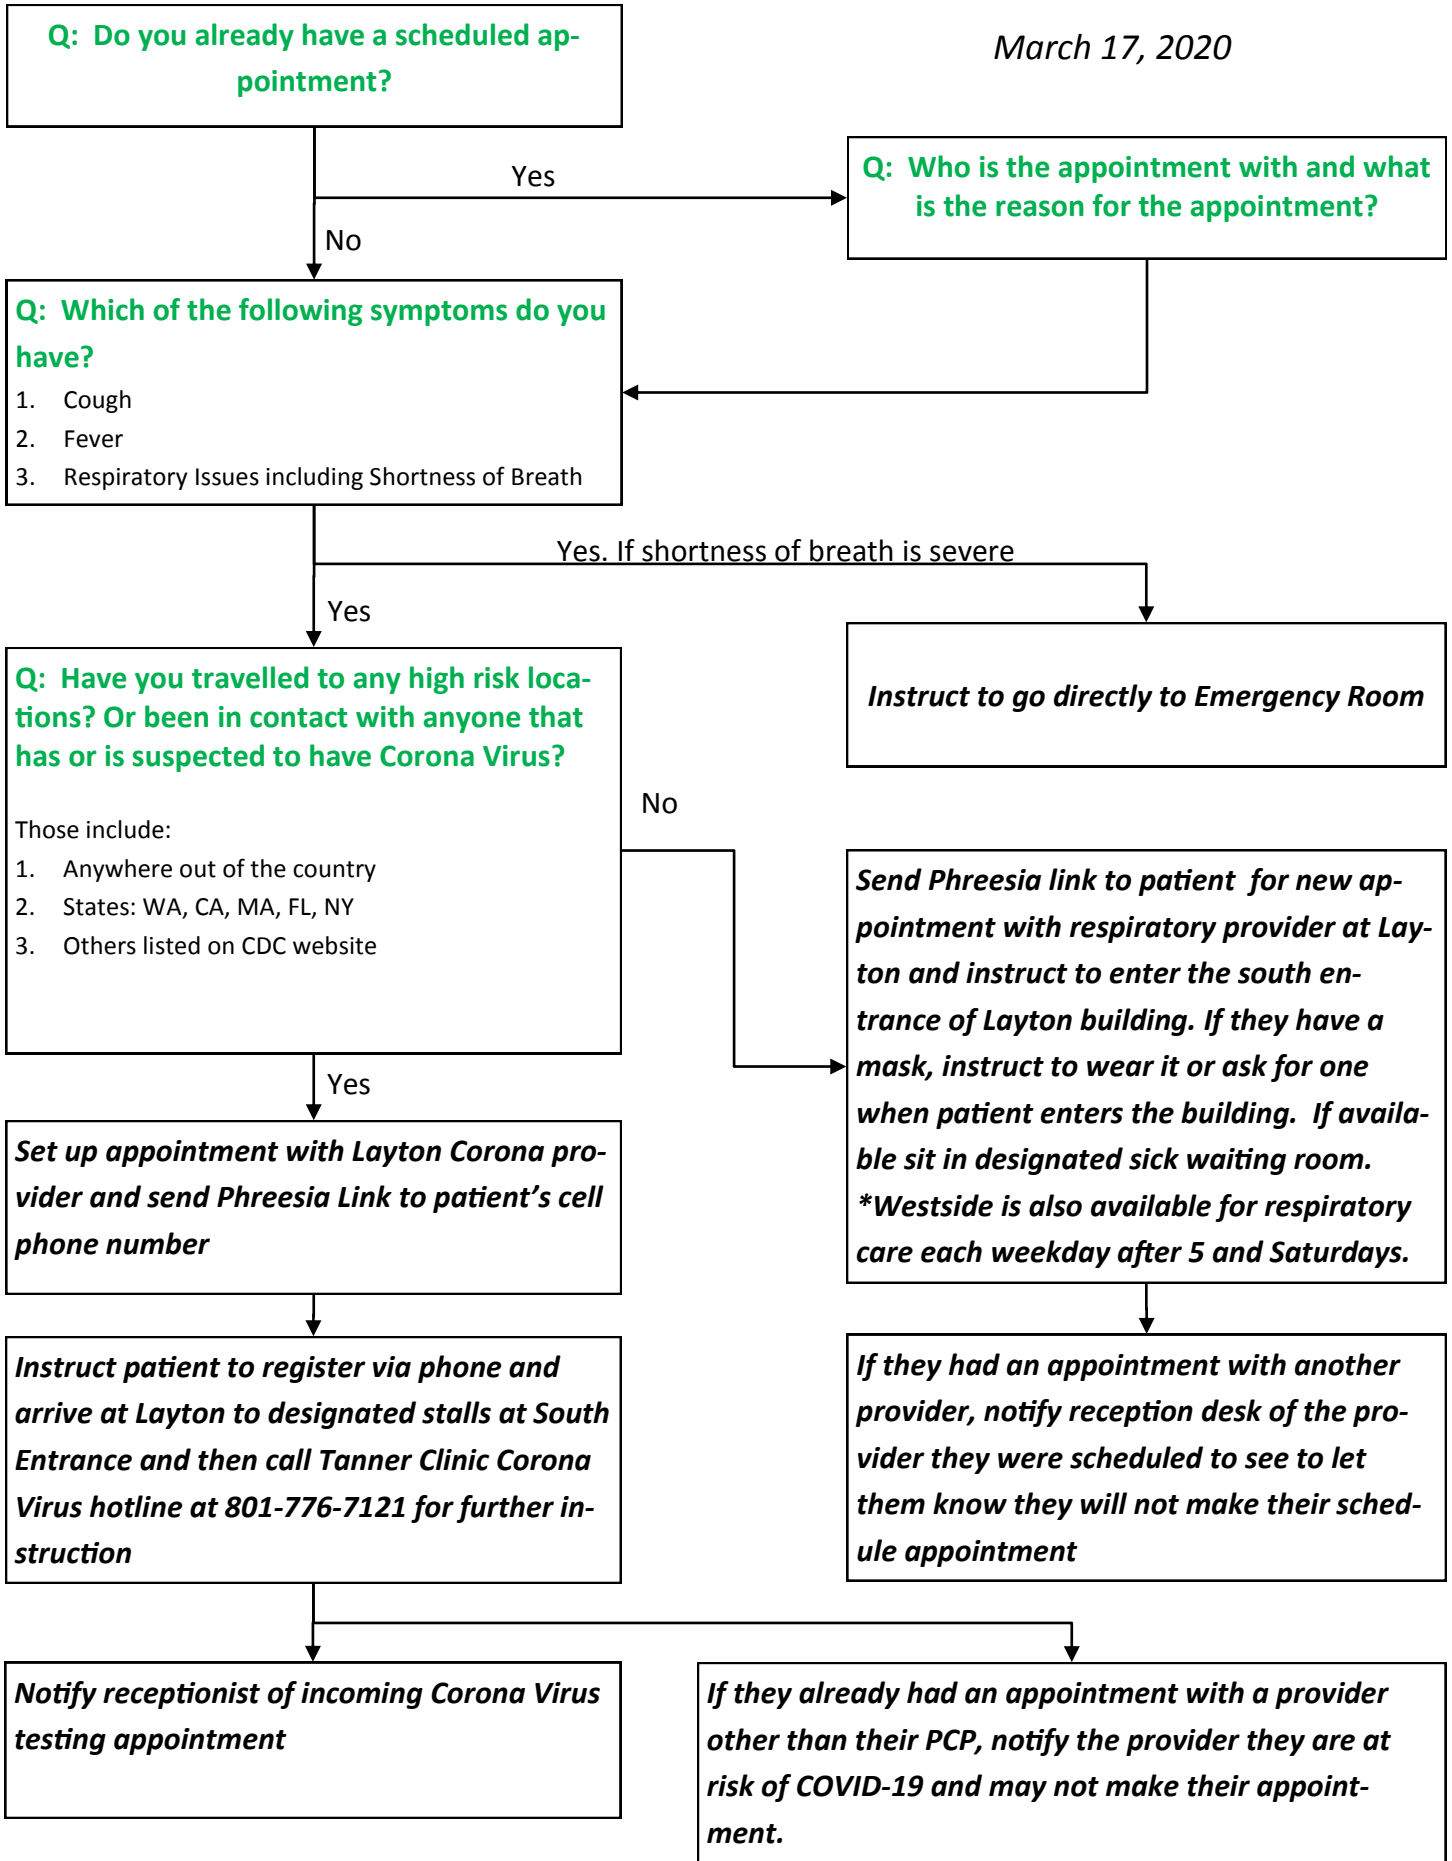 Q:  Do you already have a scheduled ap-
pointment?
March 17, 2020
Yes
Q:  Who is the appointment with and what
is the reason for the appointment?
No
Q:  Which of the following symptoms do you
have?
1. Cough
2. Fever
3. Respiratory Issues including Shortness of Breath
Yes. If shortness of breath is severe
Yes
Instruct to go directly to Emergency Room
Q:  Have you travelled to any high risk loca-
tions? Or been in contact with anyone that
has or is suspected to have Corona Virus?
Those include:
1. Anywhere out of the country
2. States: WA, CA, MA, FL, NY
3. Others listed on CDC website
No
Send Phreesia link to patient  for new ap-
pointment with respiratory provider at Lay-
ton and instruct to enter the south en-
trance of Layton building. If they have a
mask, instruct to wear it or ask for one
when patient enters the building.  If availa-
ble sit in designated sick waiting room.
*Westside is also available for respiratory
care each weekday after 5 and Saturdays.
Yes
Set up appointment with Layton Corona pro-
vider and send Phreesia Link to patient's cell
phone number
Instruct patient to register via phone and
arrive at Layton to designated stalls at South
Entrance and then call Tanner Clinic Corona
Virus hotline at 801-776-7121 for further in-
struction
If they had an appointment with another
provider, notify reception desk of the pro-
vider they were scheduled to see to let
them know they will not make their sched-
ule appointment
Notify receptionist of incoming Corona Virus
testing appointment
If they already had an appointment with a provider
other than their PCP, notify the provider they are at
risk of COVID-19 and may not make their appoint-
ment.